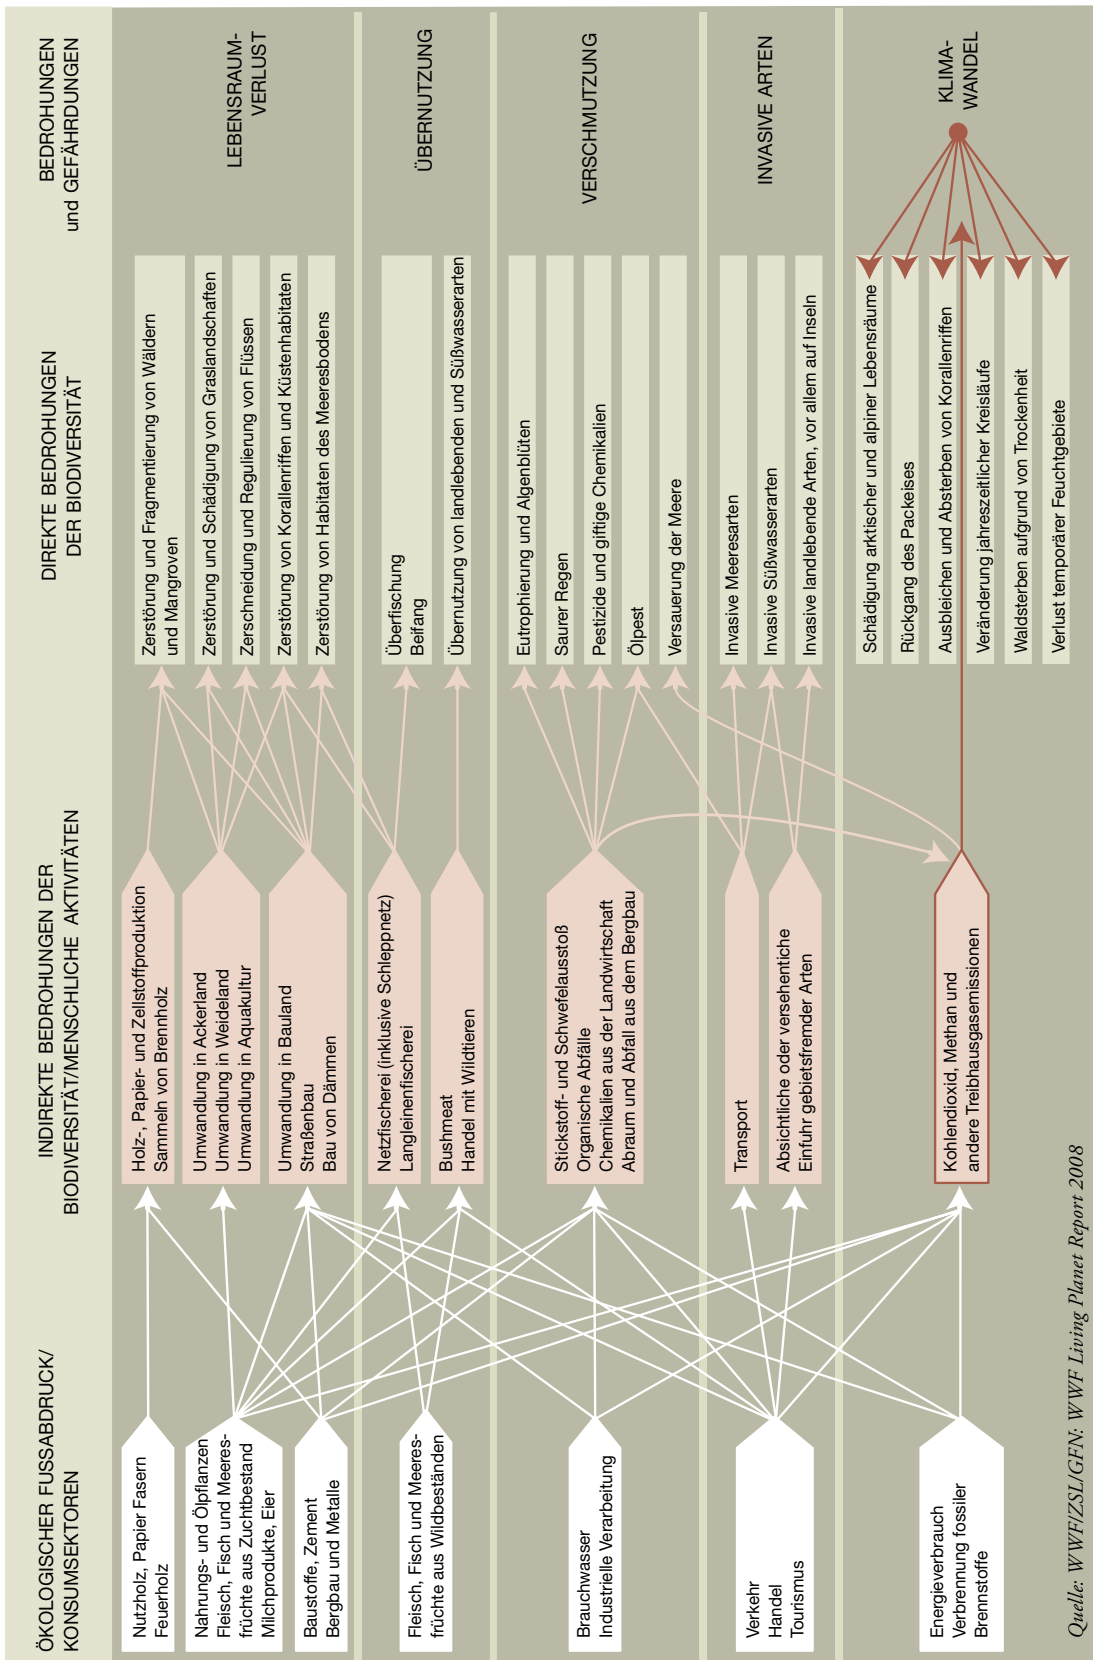 BEDROHUNGEN
und GEFÄHRDUNGEN
LEBENSRAUM-
VERLUST
ÜBERNUTZUNG
VERSCHMUTZUNG
INVASIVE ARTEN
KLIMA-
WANDEL
DIREKTE BEDROHUNGEN
DER BIODIVERSITÄT
Zerstörung und Fragmentierung von Wäldern
und Mangroven
Zerstörung und Schädigung von Graslandschaften
Zerschneidung und Regulierung von Flüssen
Zerstörung von Korallenriffen und Küstenhabitaten
Zerstörung von Habitaten des Meeresbodens
Überfischung
Beifang
Übernutzung von landlebenden und Süßwasserarten
Eutrophierung und Algenblüten
Saurer Regen
Pestizide und giftige Chemikalien
Ölpest
Versauerung der Meere
Invasive Meeresarten
Invasive Süßwasserarten
Invasive landlebende Arten, vor allem auf Inseln
Schädigung arktischer und alpiner Lebensräume
Rückgang des Packeises
Ausbleichen und Absterben von Korallenriffen
Veränderung jahreszeitlicher Kreisläufe
Waldsterben aufgrund von Trockenheit
Verlust temporärer Feuchtgebiete
INDIREKTE BEDROHUNGEN DER
BIODIVERSITÄT/MENSCHLICHE AKTIVITÄTEN
Holz-, Papier- und Zellstoffproduktion
Sammeln von Brennholz
Umwandlung in Ackerland
Umwandlung in Weideland
Umwandlung in Aquakultur
Umwandlung in Bauland
Straßenbau
Bau von Dämmen
Netzfischerei (inklusive Schleppnetz)
Langleinenfischerei
Bushmeat
Handel mit Wildtieren
Stickstoff- und Schwefelausstoß
Organische Abfälle
Chemikalien aus der Landwirtschaft
Abraum und Abfall aus dem Bergbau
Transport
Absichtliche oder versehentiche
Einfuhr gebietsfremder Arten
Kohlendioxid, Methan und
andere Treibhausgasemissionen
ÖKOLOGISCHER FUSSABDRUCK/
KONSUMSEKTOREN
Nutzholz, Papier Fasern
Feuerholz
Nahrungs- und Ölpflanzen
Fleisch, Fisch und Meeres-
früchte aus Zuchtbestand
Milchprodukte, Eier
Baustoffe, Zement
Bergbau und Metalle
Fleisch, Fisch und Meeres-
früchte aus Wildbeständen
Brauchwasser
Industrielle Verarbeitung
Verkehr
Handel
Tourismus
Energieverbrauch
Verbrennung fossiler
Brennstoffe
Quelle: WWF/ZSL/GFN: WWF Living Planet Report 2008